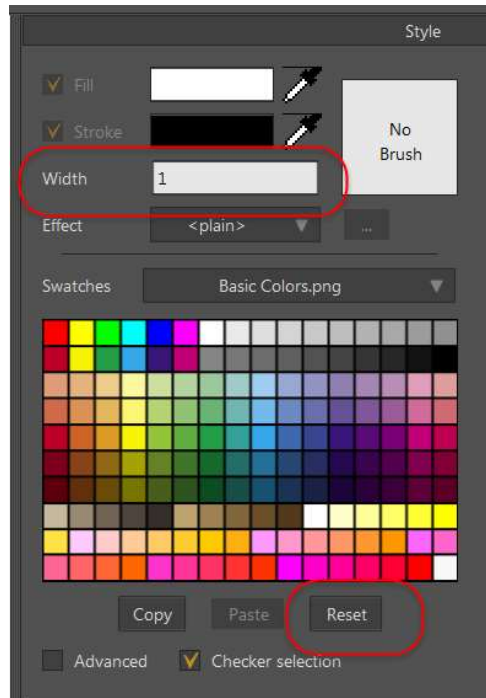 Style
Fill
Stroke
No
Brush
Width 1
Effect <plain> ...
Swatches Basic Colors.png
Copy Paste Reset
Advanced Checker selection